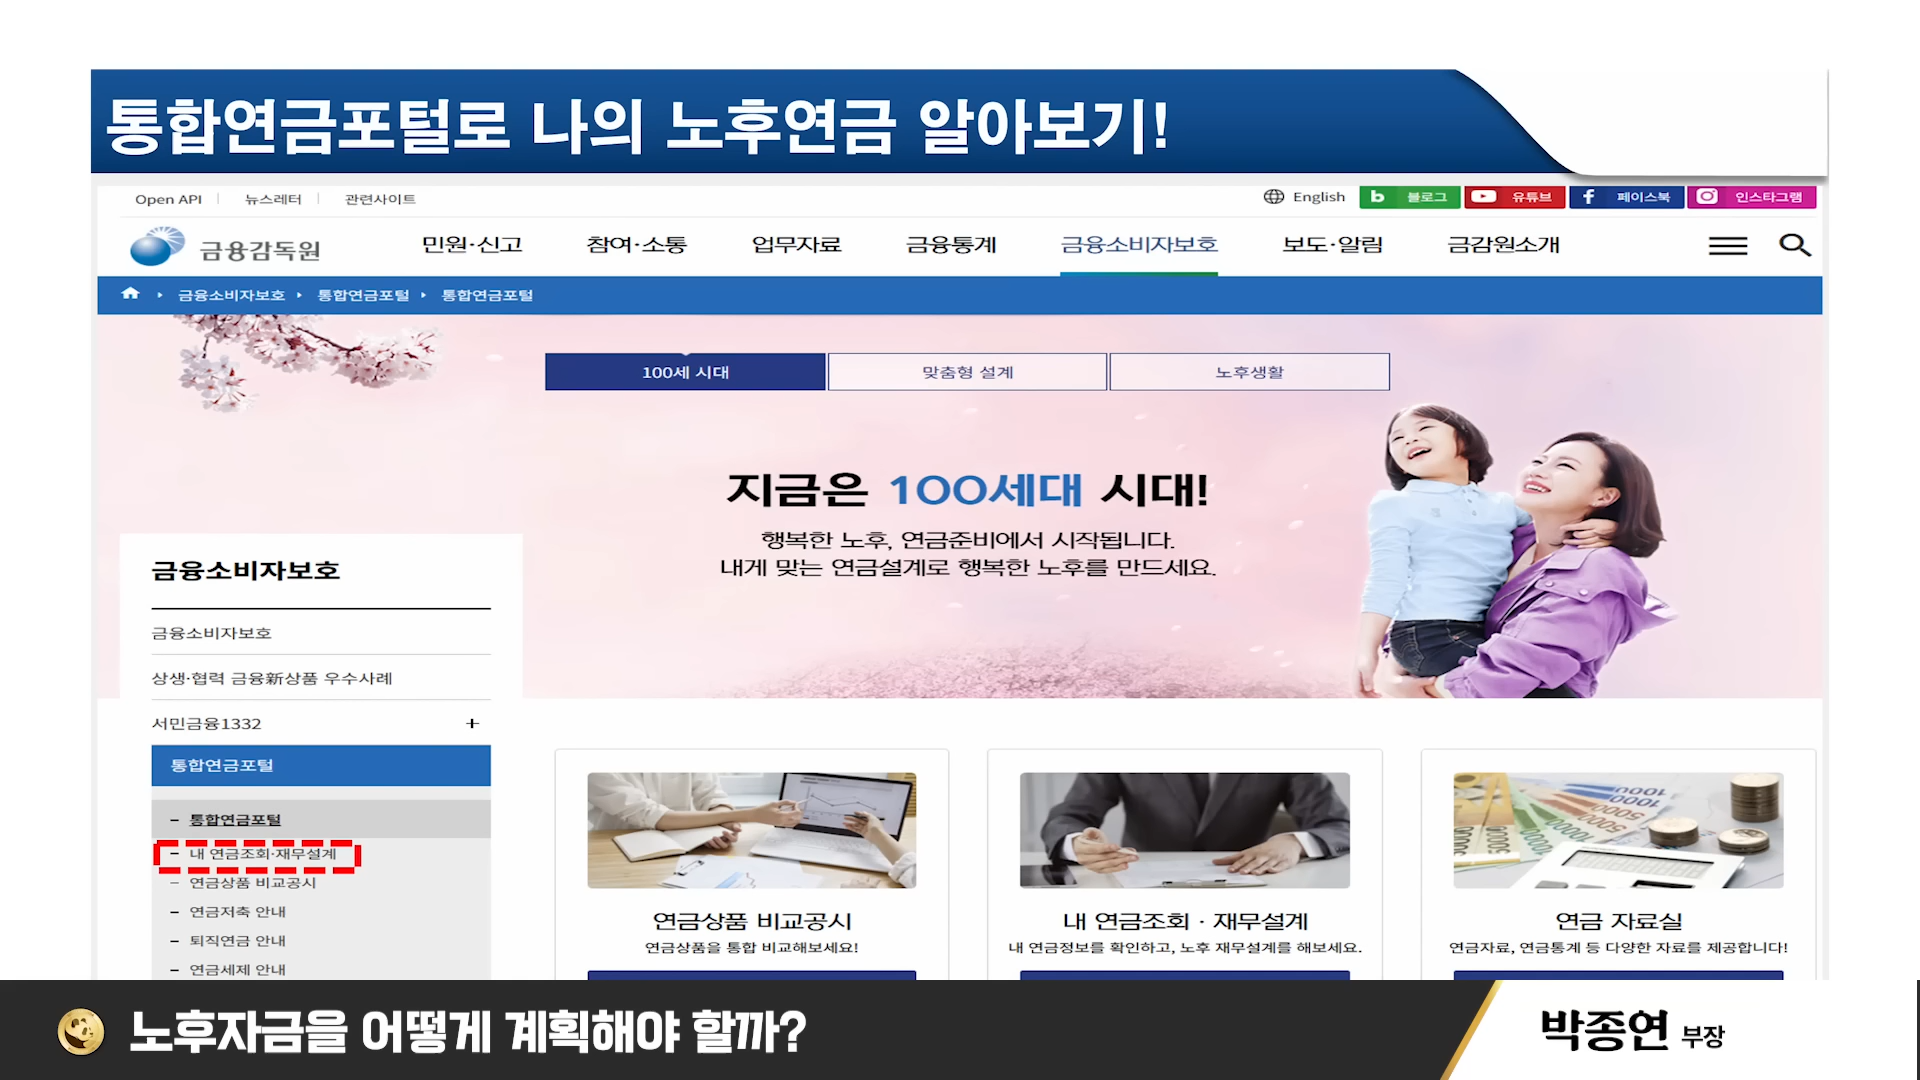 통합연금포털로 나의 노후연금 알아보기!
Open API 뉴스레터 관련사이트 English 블로그 유튜브 페이스북 인스타그램
금융감독원 민원·신고 참여·소통 업무자료 금융통계 금융소비자보호 보도·알림 금감원소개
금융소비자보호 통합연금포털 통합연금포털
100세 시대 맞춤형 설계 노후생활
지금은 100세대 시대!
행복한 노후, 연금준비에서 시작됩니다.
내게 맞는 연금설계로 행복한 노후를 만드세요.
금융소비자보호
금융소비자보호
상생·협력 금융新상품 우수사례
서민금융1332 +
통합연금포털
- 통합연금포털
- 내 연금조회·재무설계
- 연금상품 비교공시
- 연금저축 안내
- 퇴직연금 안내
- 연금세제 안내
연금상품 비교공시
연금상품을 통합 비교해보세요!
내 연금조회 · 재무설계
내 연금정보를 확인하고, 노후 재무설계를 해보세요.
연금 자료실
연금자료, 연금통계 등 다양한 자료를 제공합니다!
노후자금을 어떻게 계획해야 할까?
박종연 부장